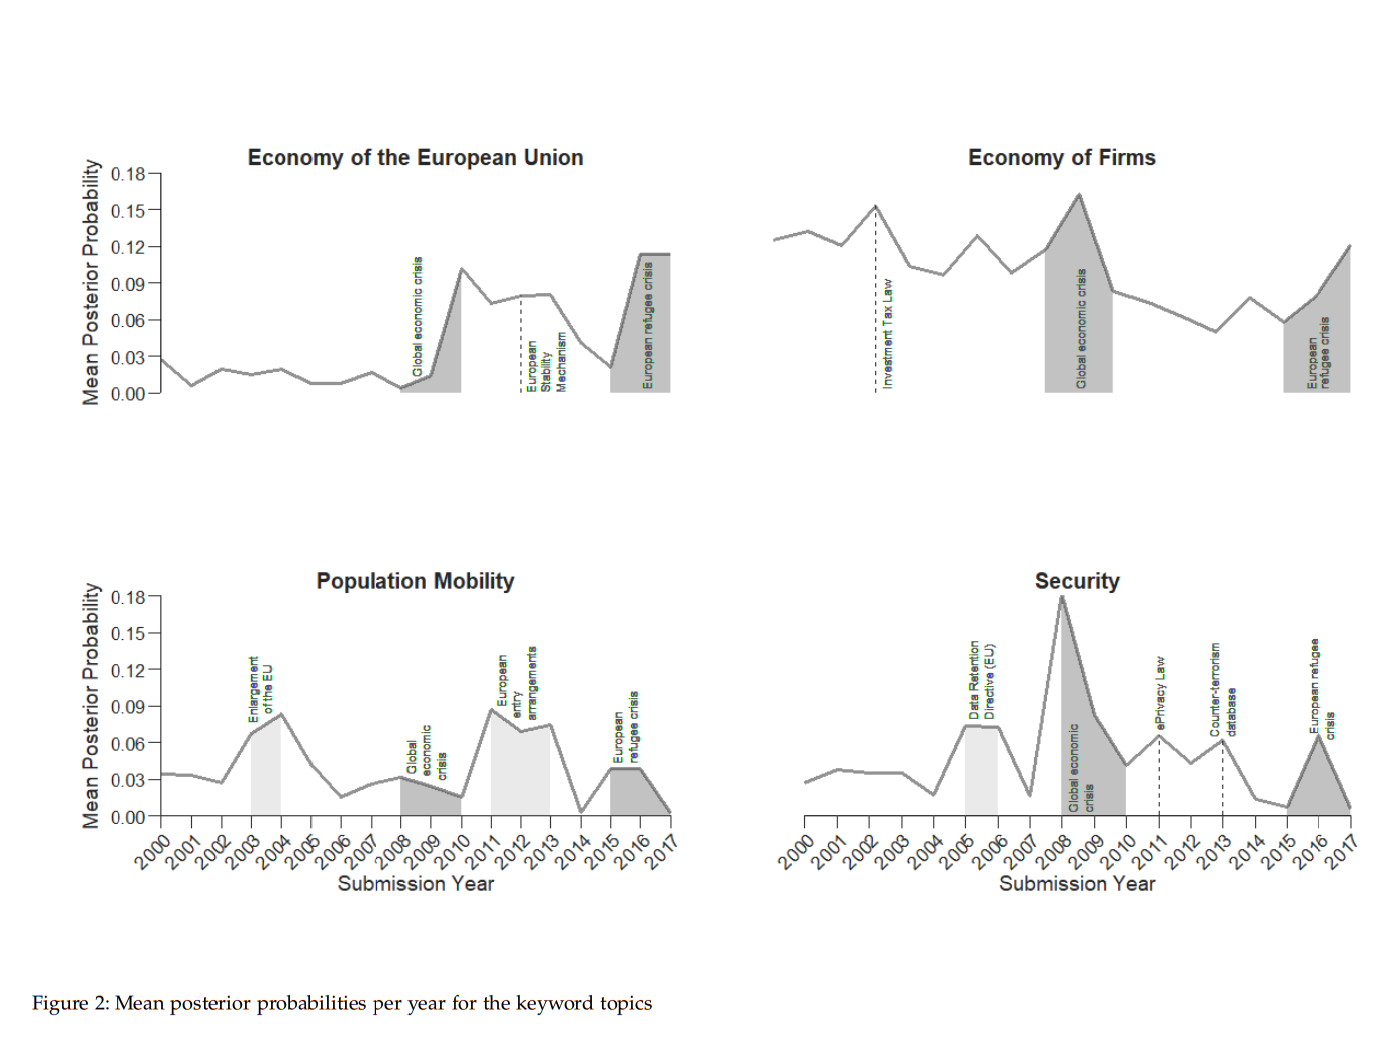 Economy of the European Union
Mean Posterior Probability
0.18
0.15
0.12
0.09
0.06
0.03
0.00
Global economic crisis
European
Stability
Mechanism
European refugee crisis
Economy of Firms
Investment Tax Law
Global economic crisis
European
refugee crisis
Population Mobility
Mean Posterior Probability
0.18
0.15
0.12
0.09
0.06
0.03
0.00
Enlargement
of the EU
Global
economic
crisis
European
entry
arrangements
European
refugee crisis
2000
2001
2002
2003
2004
2005
2006
2007
2008
2009
2010
2011
2012
2013
2014
2015
2016
2017
Submission Year
Security
Data Retention
Directive (EU)
Global economic
crisis
ePrivacy Law
Counter-terrorism
database
European refugee
crisis
2000
2001
2002
2003
2004
2005
2006
2007
2008
2009
2010
2011
2012
2013
2014
2015
2016
2017
Submission Year
Figure 2: Mean posterior probabilities per year for the keyword topics